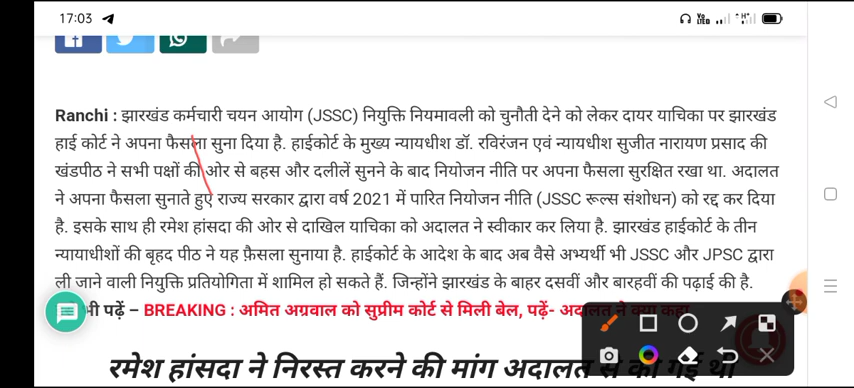 17:03
Ranchi : झारखंड कर्मचारी चयन आयोग (JSSC) नियुक्ति नियमावली को चुनौती देने को लेकर दायर याचिका पर झारखंड
हाई कोर्ट ने अपना फैसला सुना दिया है. हाईकोर्ट के मुख्य न्यायधीश डॉ. रविरंजन एवं न्यायधीश सुजीत नारायण प्रसाद की
खंडपीठ ने सभी पक्षों की ओर से बहस और दलीलें सुनने के बाद नियोजन नीति पर अपना फैसला सुरक्षित रखा था. अदालत
ने अपना फैसला सुनाते हुए राज्य सरकार द्वारा वर्ष 2021 में पारित नियोजन नीति (JSSC रूल्स संशोधन) को रद्द कर दिया
है. इसके साथ ही रमेश हांसदा की ओर से दाखिल याचिका को अदालत ने स्वीकार कर लिया है. झारखंड हाईकोर्ट के तीन
न्यायाधीशों की बृहद पीठ ने यह फ़ैसला सुनाया है. हाईकोर्ट के आदेश के बाद अब वैसे अभ्यर्थी भी JSSC और JPSC द्वारा
ली जाने वाली नियुक्ति प्रतियोगिता में शामिल हो सकते हैं. जिन्होंने झारखंड के बाहर दसवीं और बारहवीं की पढ़ाई की है.
भी पढ़ें – BREAKING : अमित अग्रवाल को सुप्रीम कोर्ट से मिली बेल, पढ़ें- अदालत ने क्या कहा
रमेश हांसदा ने निरस्त करने की मांग अदालत से की गई थी